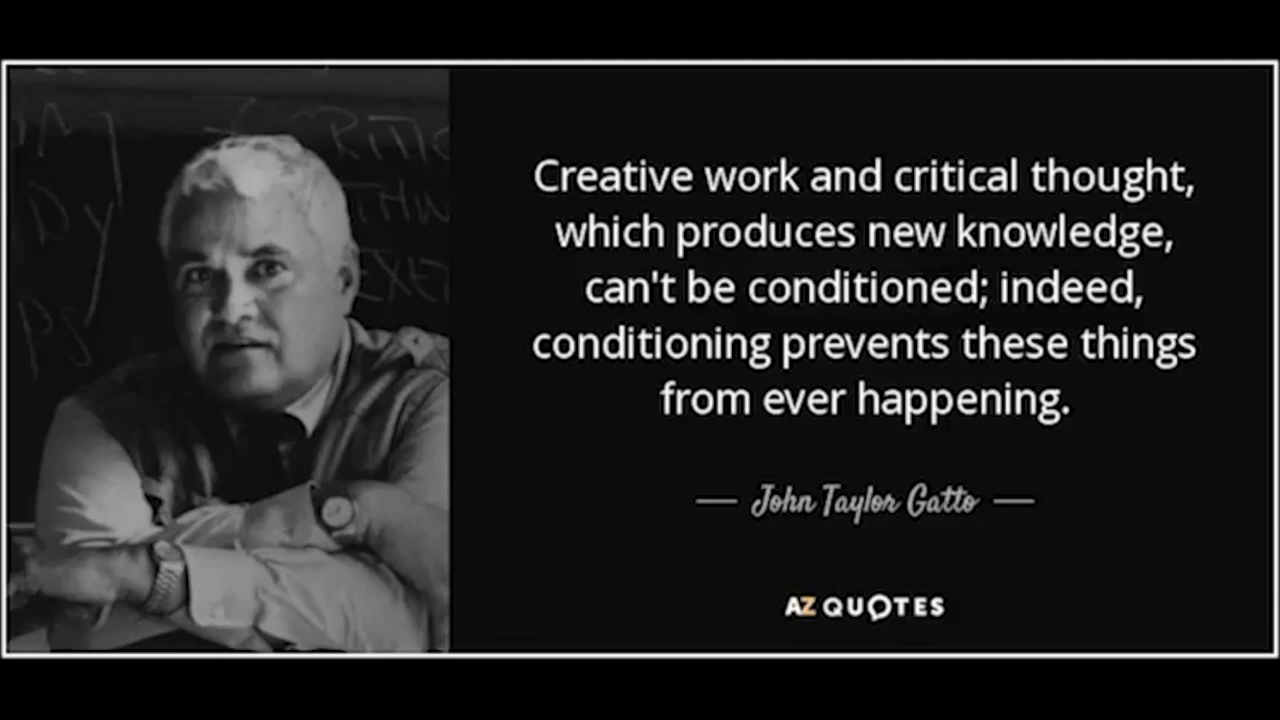 Creative work and critical thought,
which produces new knowledge,
can't be conditioned; indeed,
conditioning prevents these things
from ever happening.
John Taylor Gatto
AZ QUOTES